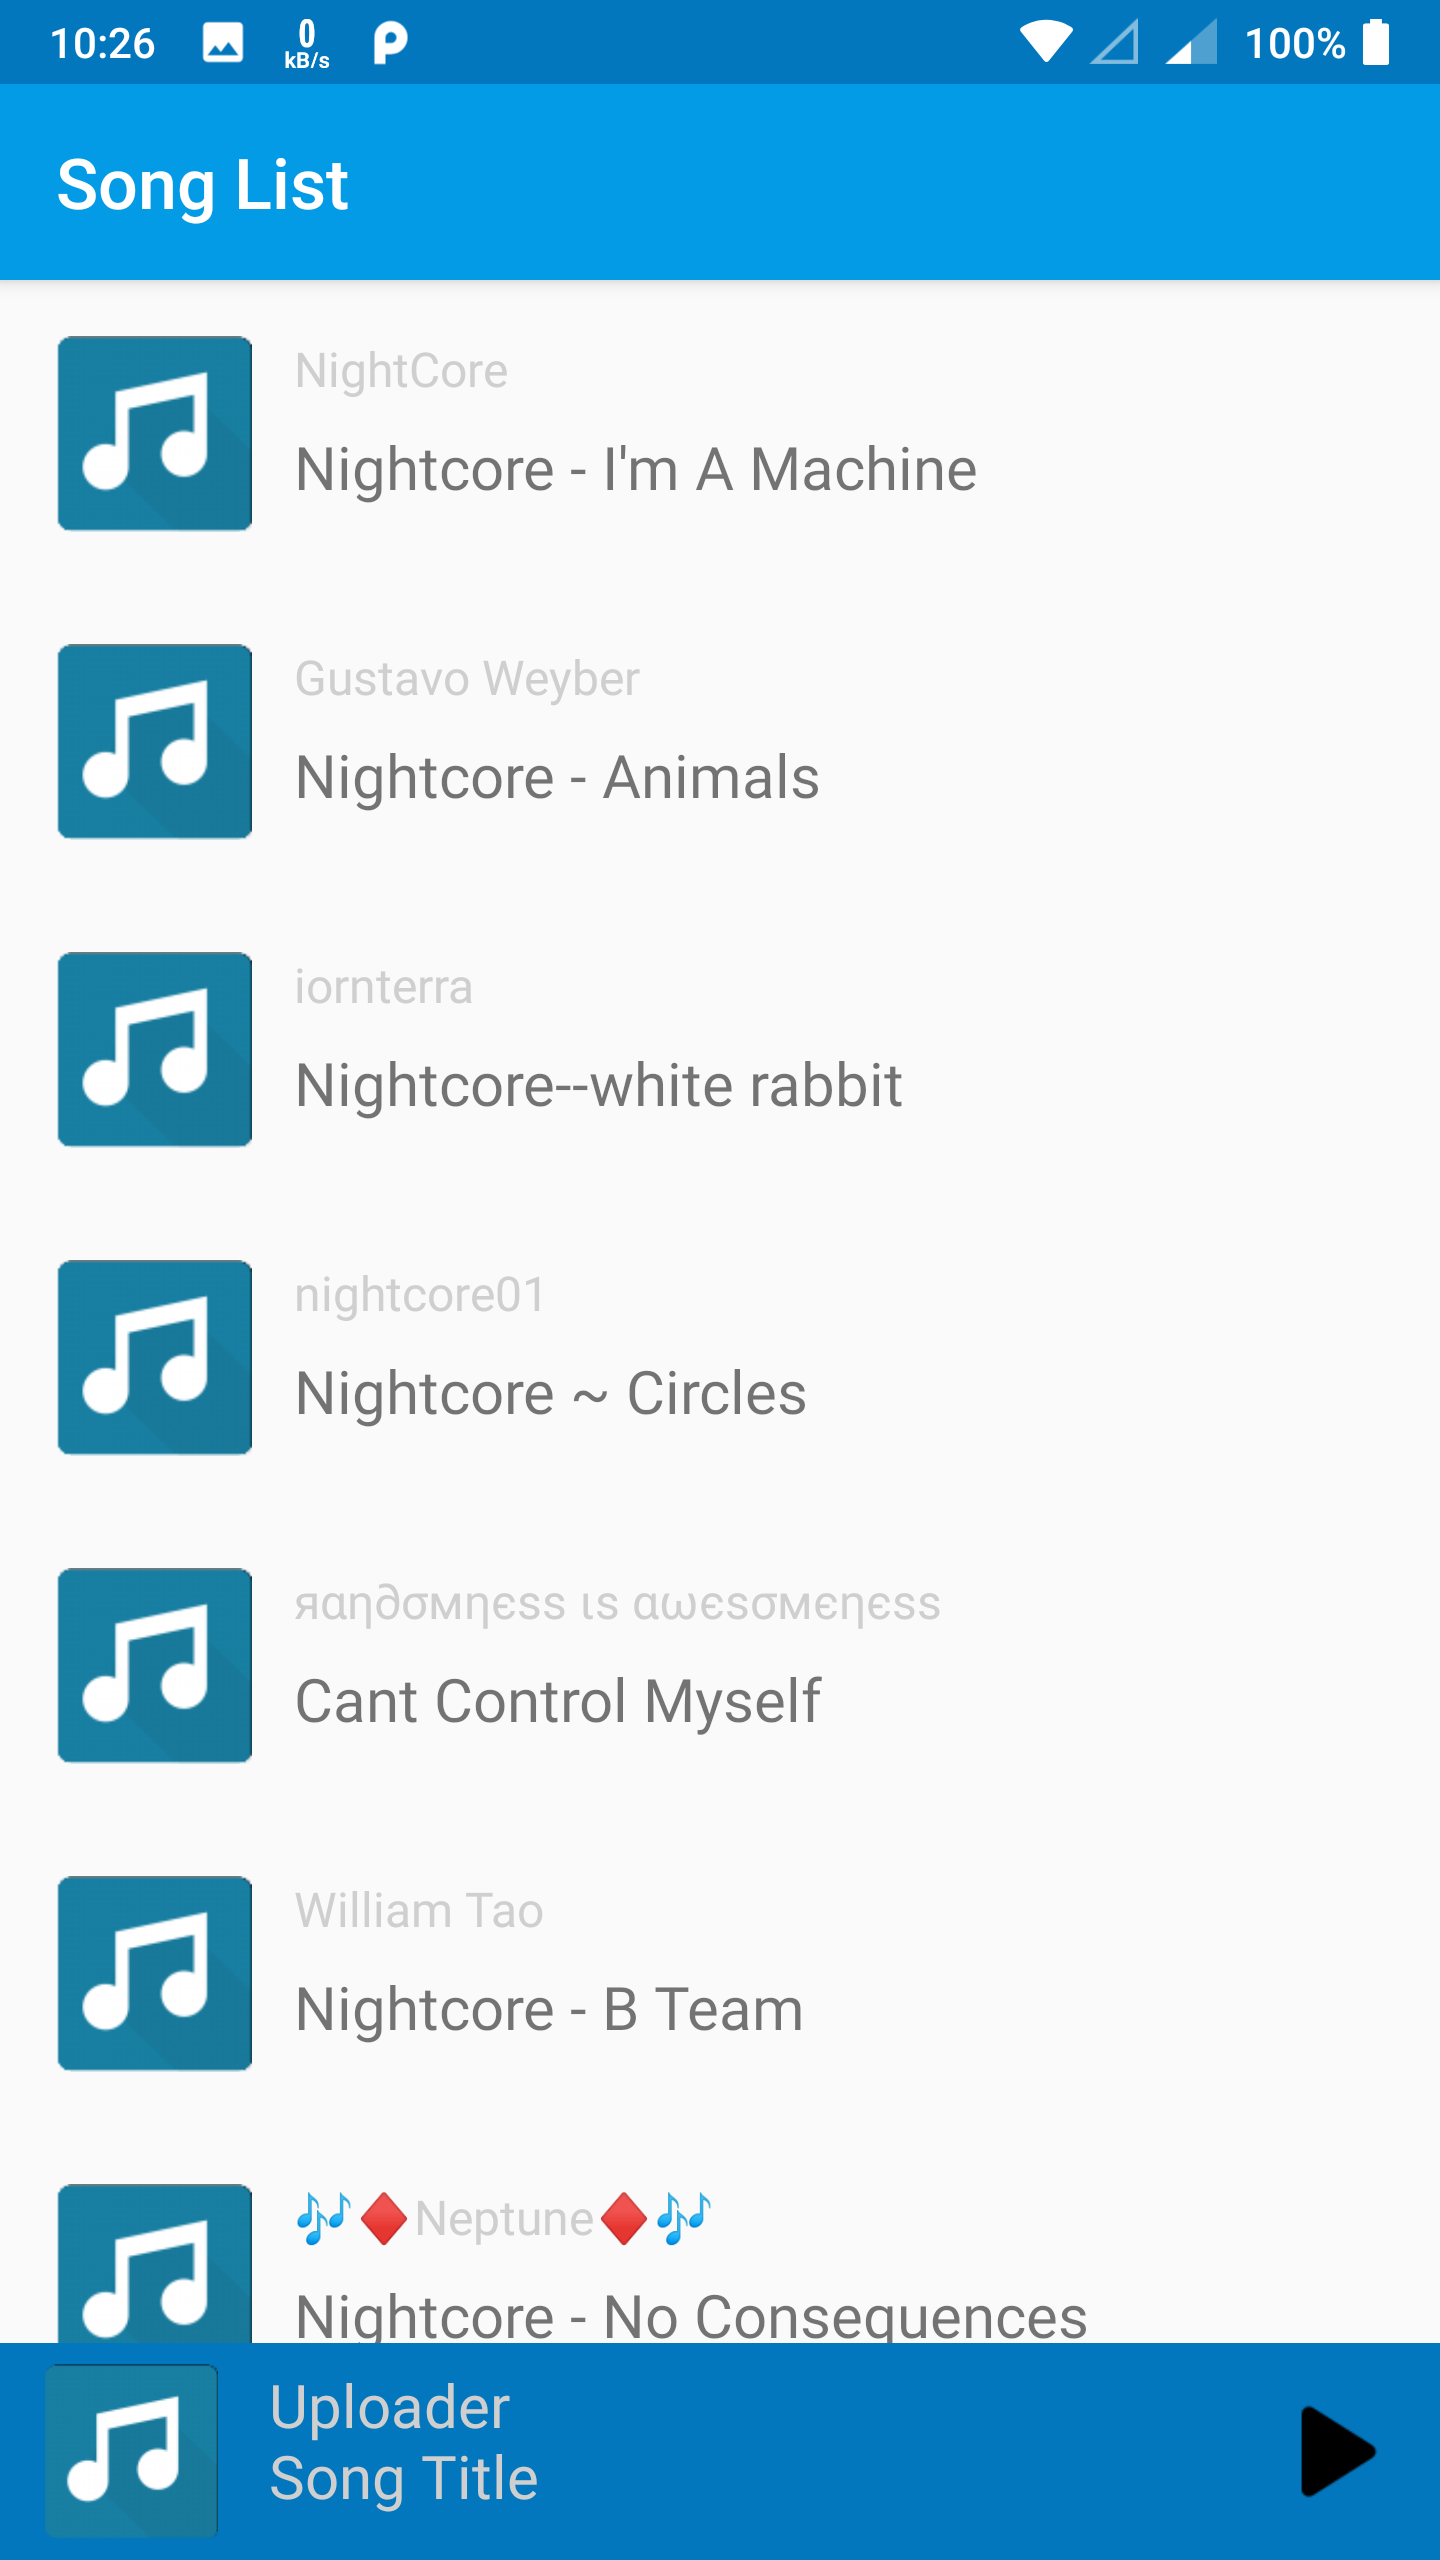 10:26
0
kB/s
100%
Song List
NightCore
Nightcore - I'm A Machine
Gustavo Weyber
Nightcore - Animals
iornterra
Nightcore--white rabbit
nightcore01
Nightcore ~ Circles
яαη∂σмηєѕѕ ιѕ αωєѕσмєηєѕѕ
Cant Control Myself
William Tao
Nightcore - B Team
🎶♦️Neptune♦️🎶
Nightcore - No Consequences
Uploader
Song Title